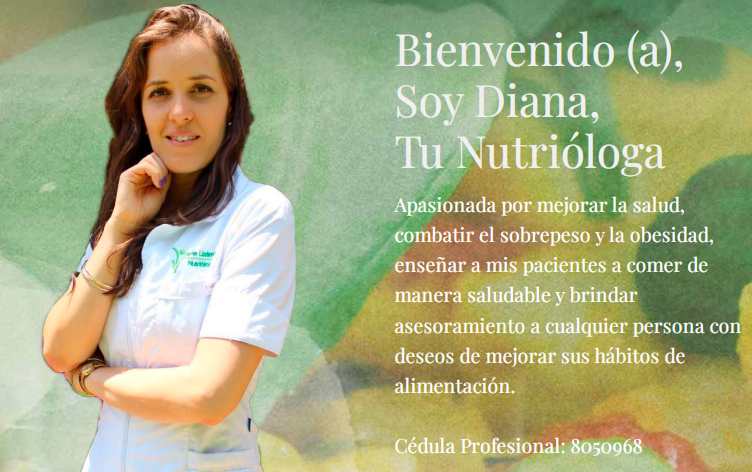 Bienvenido (a),
Soy Diana,
Tu Nutrióloga
Apasionada por mejorar la salud,
combatir el sobrepeso y la obesidad,
enseñar a mis pacientes a comer de
manera saludable y brindar
asesoramiento a cualquier persona con
deseos de mejorar sus hábitos de
alimentación.
Cédula Profesional: 8050968